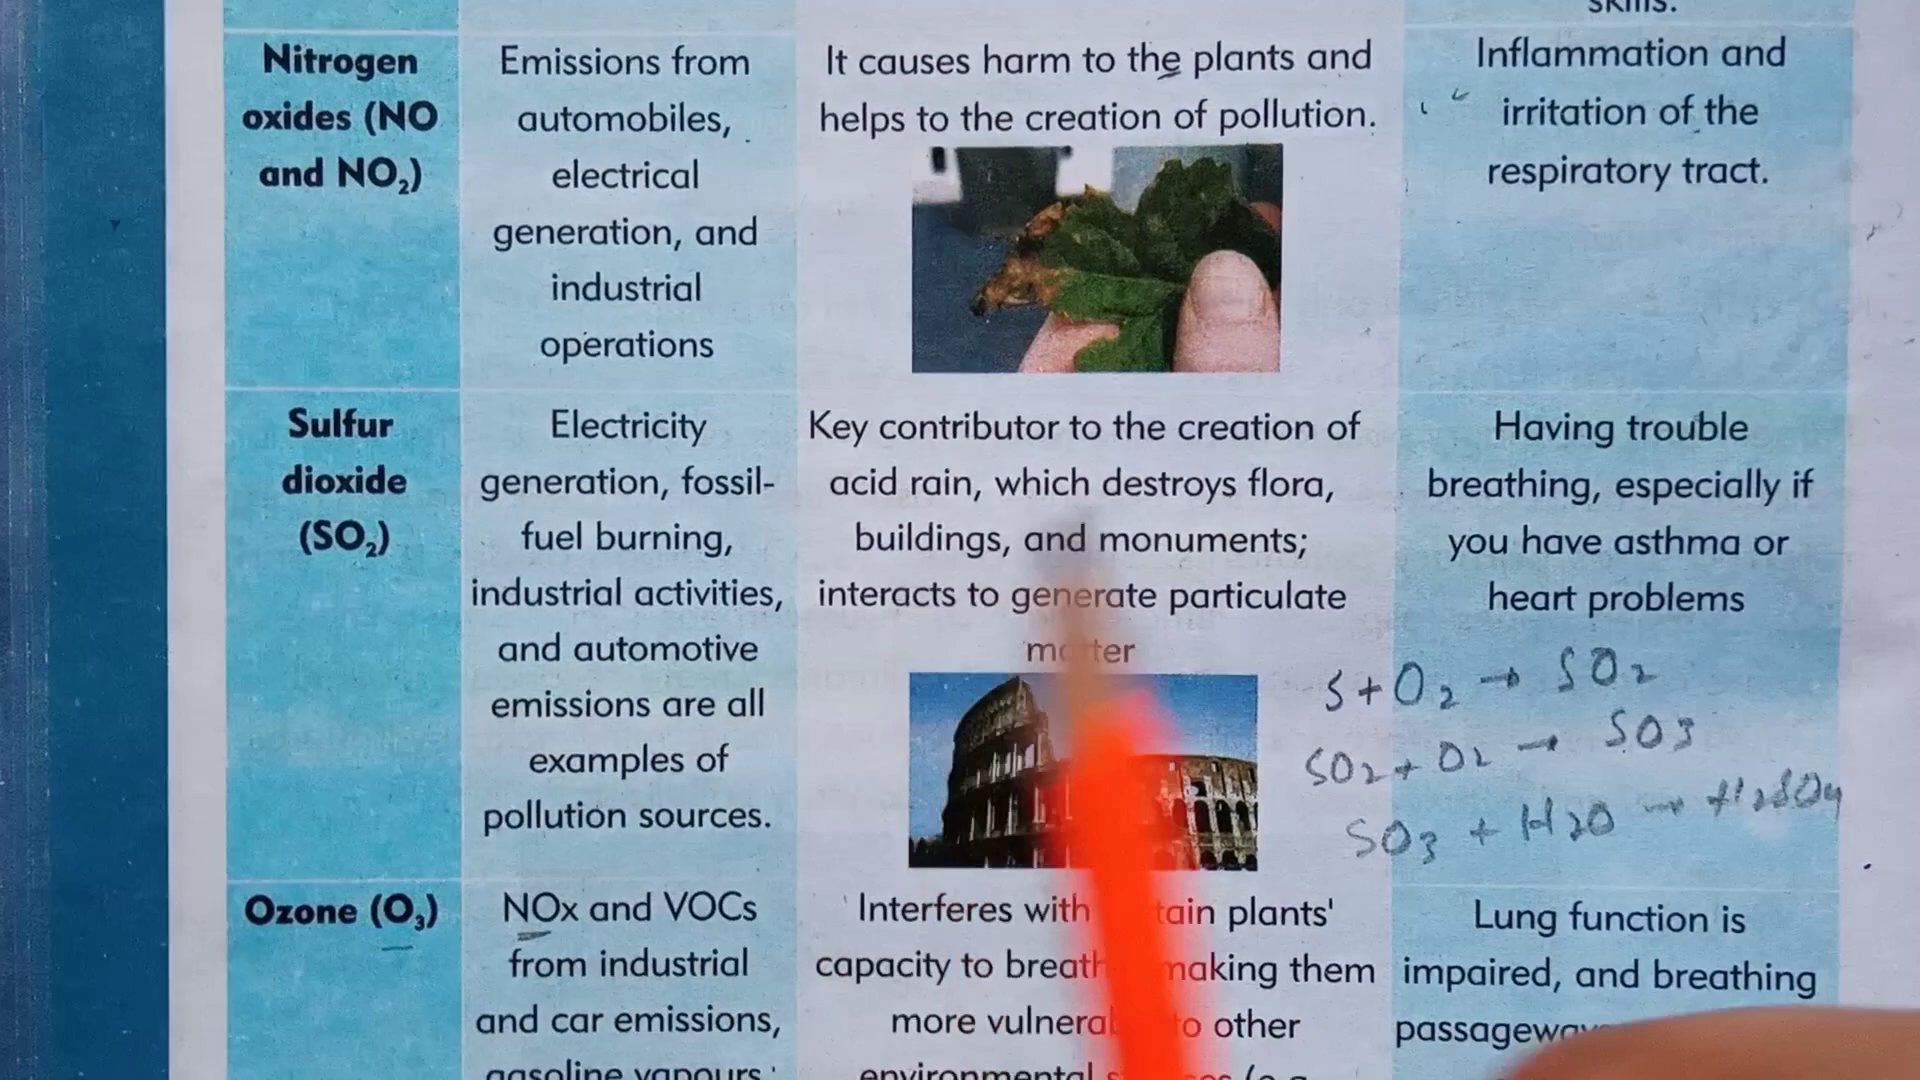 skills.
Nitrogen
oxides (NO
and NO₂)
Emissions from
automobiles,
electrical
generation, and
industrial
operations
It causes harm to the plants and
helps to the creation of pollution.
Inflammation and
irritation of the
respiratory tract.
Sulfur
dioxide
(SO₂)
Electricity
generation, fossil-
fuel burning,
industrial activities,
and automotive
emissions are all
examples of
pollution sources.
Key contributor to the creation of
acid rain, which destroys flora,
buildings, and monuments;
interacts to generate particulate
matter
Having trouble
breathing, especially if
you have asthma or
heart problems
S + O₂ → SO₂
SO₂ + O₂ → SO₃
SO₃ + H₂O → H₂SO₄
Ozone (O₃)
NOx and VOCs
from industrial
and car emissions,
gasoline vapours,
Interferes with plants'
capacity to making them
more other
environmental
Lung function is
impaired, and breathing